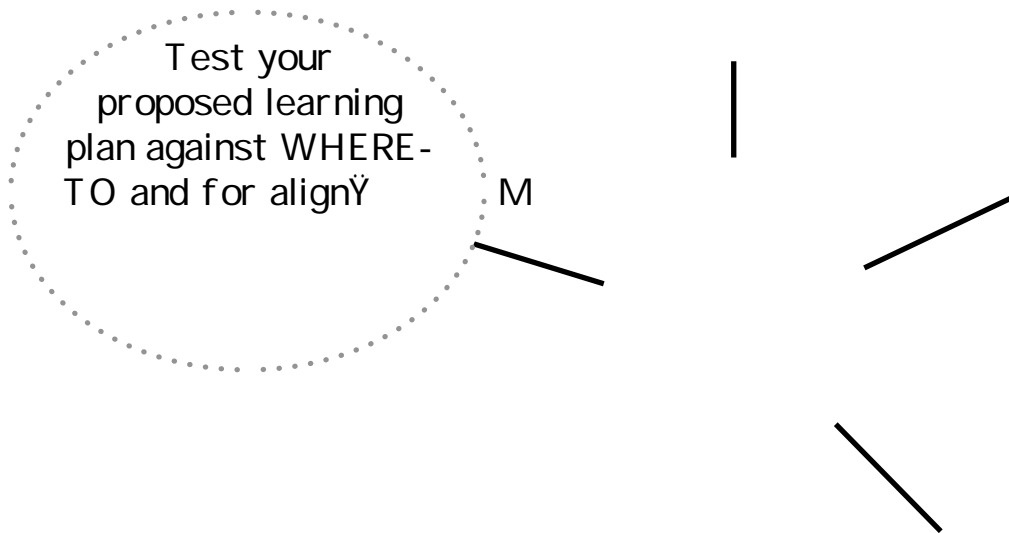 Test your
proposed learning
plan against WHERE-
TO and for alignŸ M